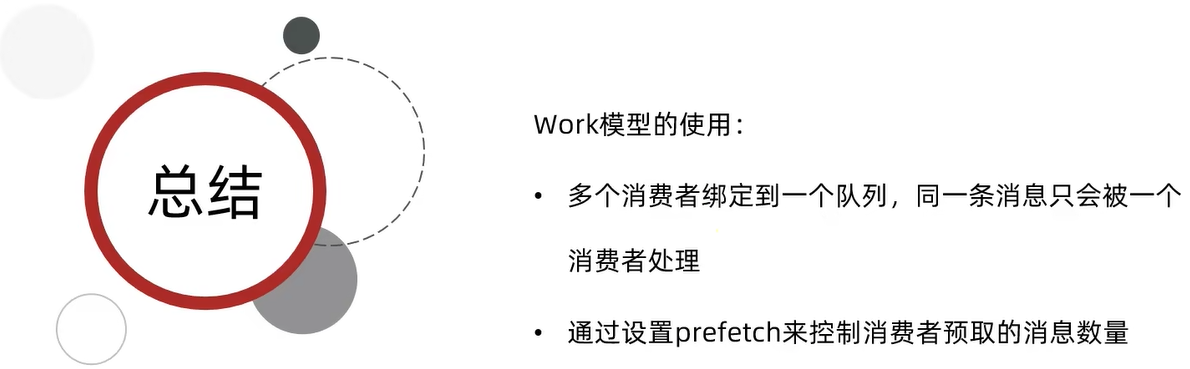 总结
Work模型的使用：
• 多个消费者绑定到一个队列，同一条消息只会被一个
消费者处理
• 通过设置prefetch来控制消费者预取的消息数量